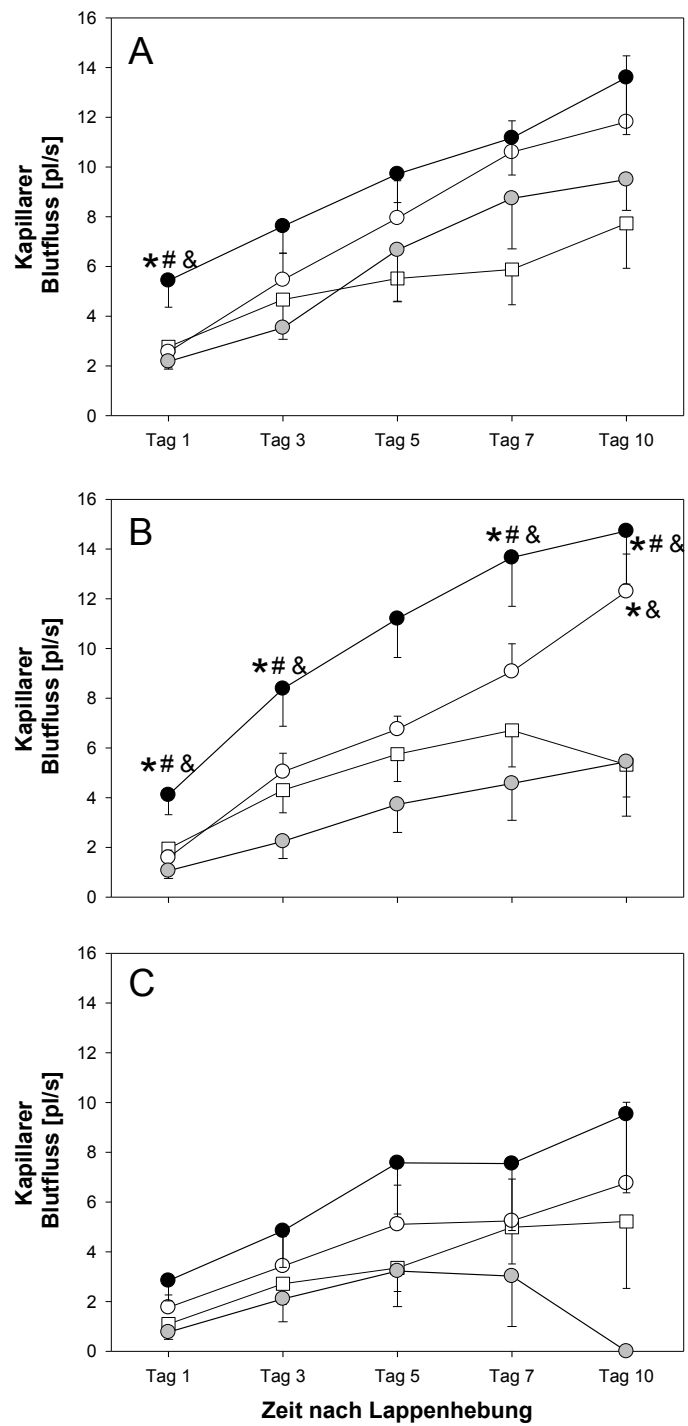 A
Kapillarer
Blutfluss [pl/s]
16
14
12
10
8
6
4
2
0
*# &
Tag 1 Tag 3 Tag 5 Tag 7 Tag 10
B
Kapillarer
Blutfluss [pl/s]
16
14
12
10
8
6
4
2
0
*# &
*# &
*# &
*# &
*&
Tag 1 Tag 3 Tag 5 Tag 7 Tag 10
C
Kapillarer
Blutfluss [pl/s]
16
14
12
10
8
6
4
2
0
Tag 1 Tag 3 Tag 5 Tag 7 Tag 10
Zeit nach Lappenhebung